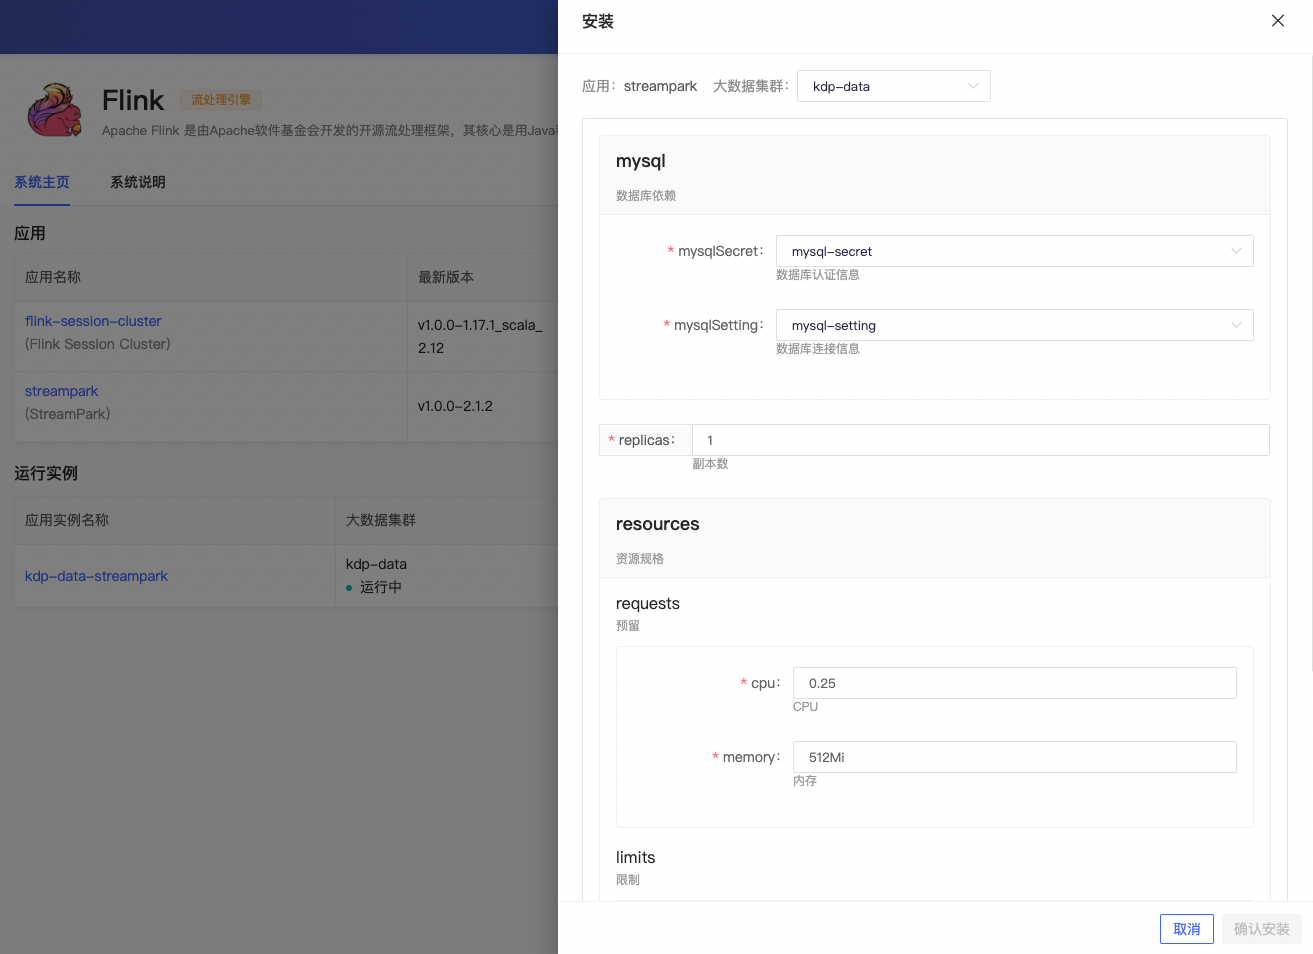 Flink 流处理引擎
Apache Flink 是由Apache软件基金会开发的开源流处理框架，其核心是用Java
系统主页 系统说明
应用
应用名称 最新版本
flink-session-cluster
(Flink Session Cluster)
v1.0.0-1.17.1_scala_
2.12
streampark
(StreamPark)
v1.0.0-2.1.2
运行实例
应用实例名称 大数据集群
kdp-data-streampark
kdp-data
运行中
安装
应用： streampark 大数据集群： kdp-data
mysql
数据库依赖
* mysqlSecret： mysql-secret
数据库认证信息
* mysqlSetting： mysql-setting
数据库连接信息
* replicas： 1
副本数
resources
资源规格
requests
预留
* cpu： 0.25
CPU
* memory： 512Mi
内存
limits
限制
取消 确认安装